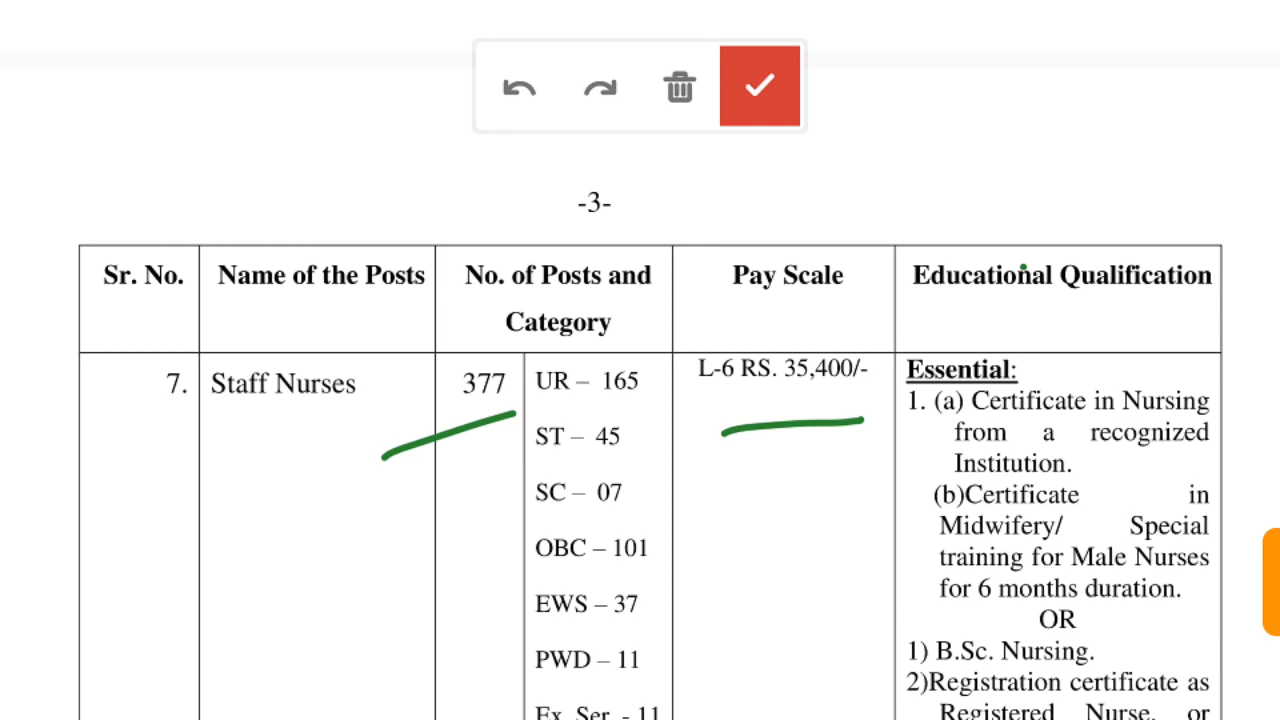 -3-
Sr. No.
Name of the Posts
No. of Posts and
Category
Pay Scale
Educational Qualification
7.
Staff Nurses
377
UR – 165
ST – 45
SC – 07
OBC – 101
EWS – 37
PWD – 11
Ex. Ser. - 11
L-6 RS. 35,400/-
Essential:
1. (a) Certificate in Nursing
from a recognized
Institution.
(b)Certificate in
Midwifery/ Special
training for Male Nurses
for 6 months duration.
OR
1) B.Sc. Nursing.
2)Registration certificate as
Registered Nurse, or